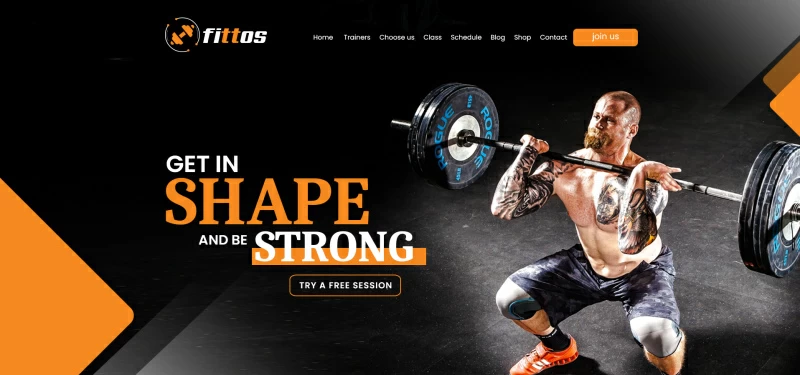 fittos
Home Trainers Choose us Class Schedule Blog Shop Contact join us
GET IN
SHAPE
AND BE STRONG
TRY A FREE SESSION
ROGUE ROGUE